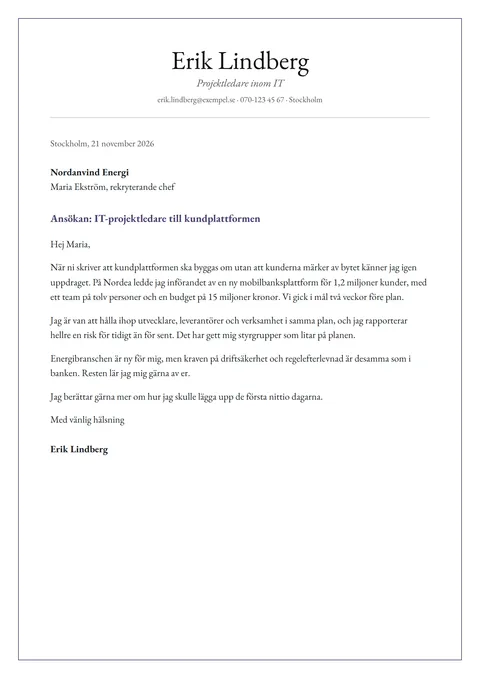 Erik Lindberg
Projektledare inom IT
erik.lindberg@exempel.se · 070-123 45 67 · Stockholm
Stockholm, 21 november 2026
Nordanvind Energi
Maria Ekström, rekryterande chef
Ansökan: IT-projektledare till kundplattformen
Hej Maria,
När ni skriver att kundplattformen ska byggas om utan att kunderna märker av bytet känner jag igen
uppdraget. På Nordea ledde jag införandet av en ny mobilbanksplattform för 1,2 miljoner kunder, med
ett team på tolv personer och en budget på 15 miljoner kronor. Vi gick i mål två veckor före plan.
Jag är van att hålla ihop utvecklare, leverantörer och verksamhet i samma plan, och jag rapporterar
hellre en risk för tidigt än för sent. Det har gett mig styrgrupper som litar på planen.
Energibranschen är ny för mig, men kraven på driftsäkerhet och regelefterlevnad är desamma som i
banken. Resten lär jag mig gärna av er.
Jag berättar gärna mer om hur jag skulle lägga upp de första nittio dagarna.
Med vänlig hälsning
Erik Lindberg